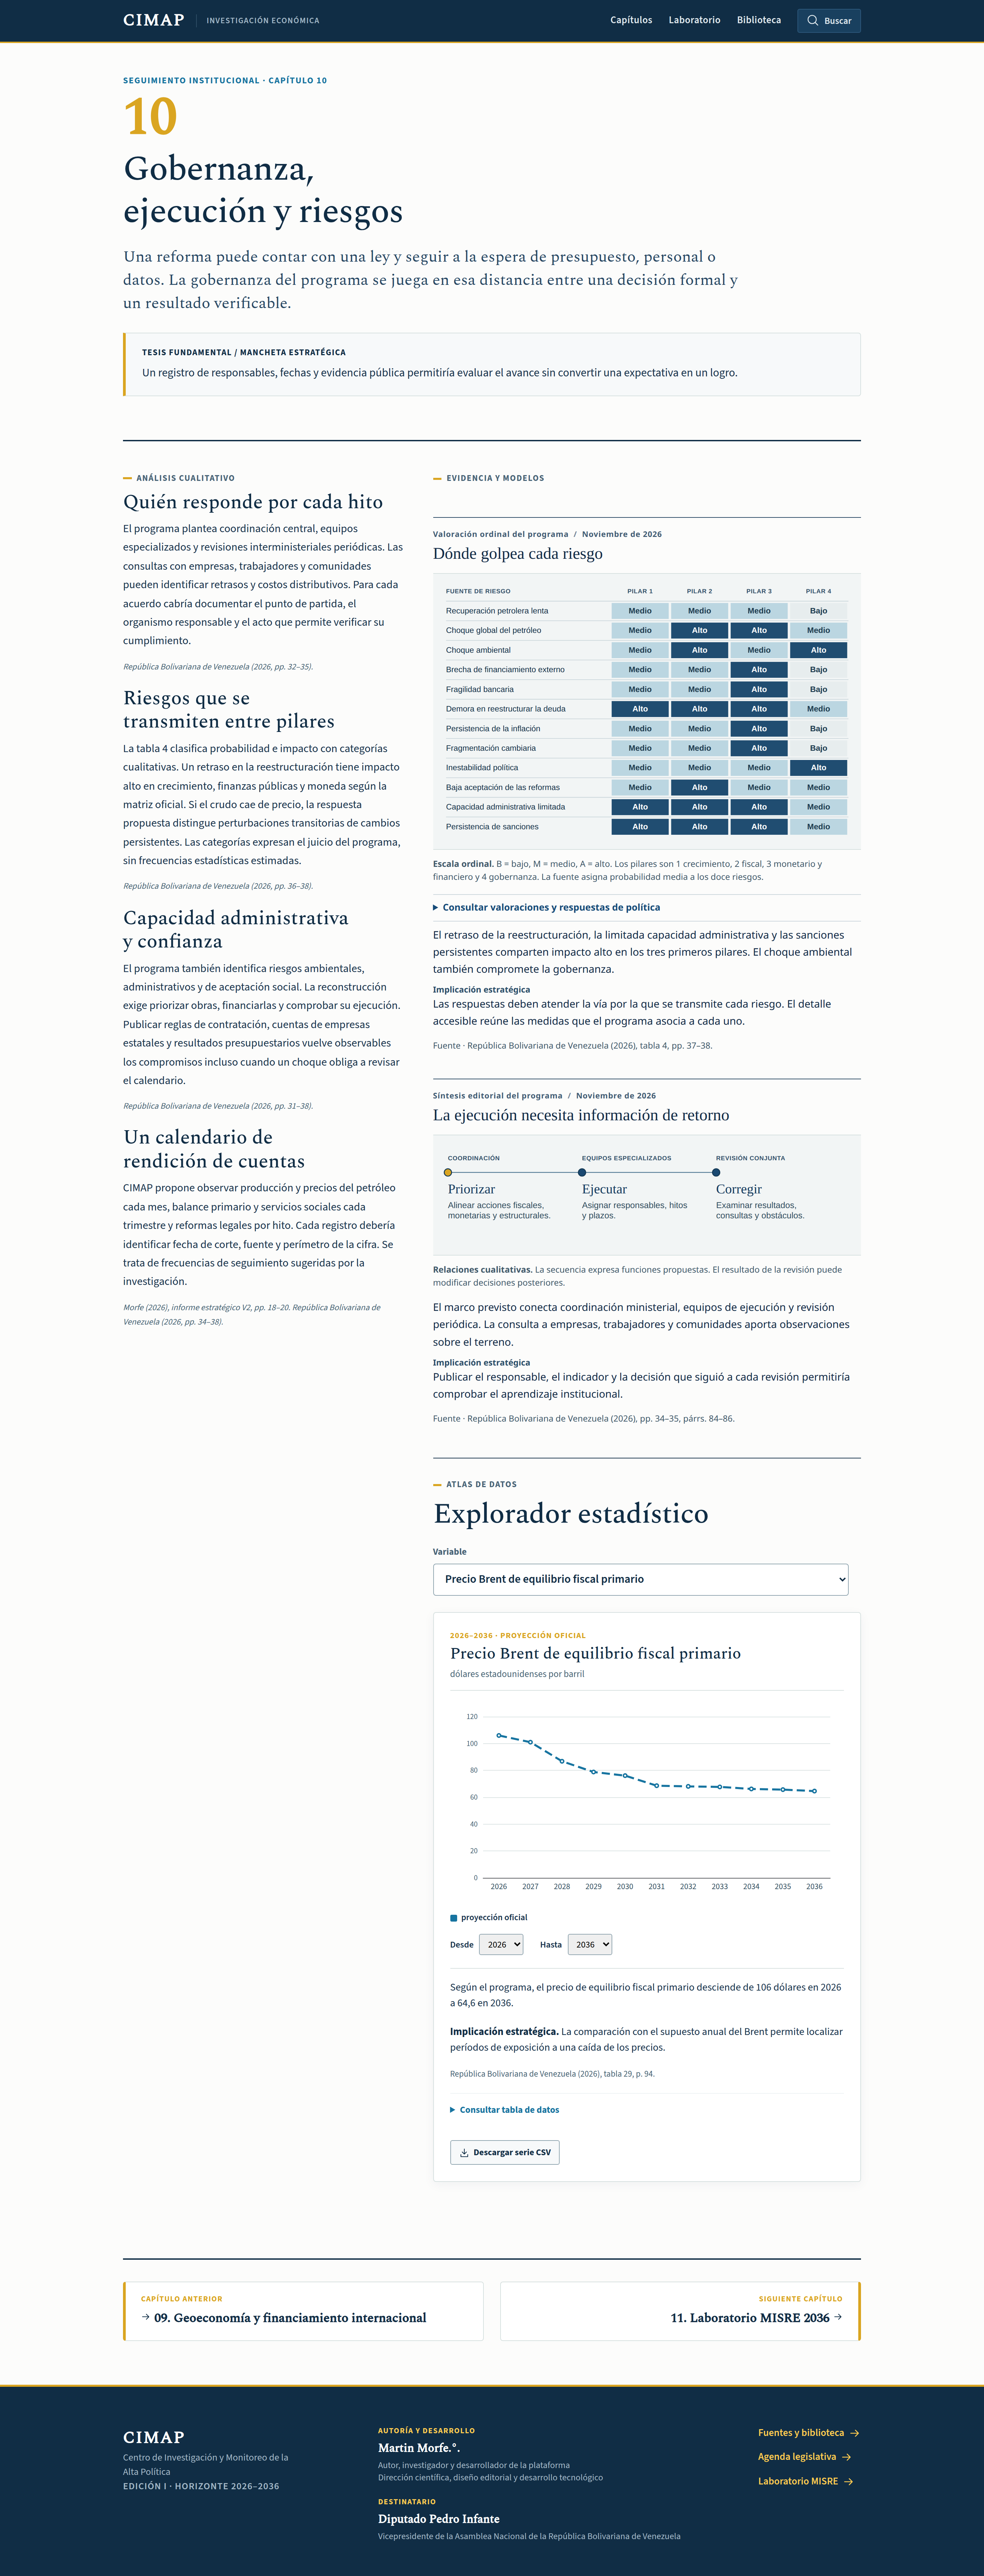 CIMAP
INVESTIGACIÓN ECONÓMICA
Capítulos
Laboratorio
Biblioteca
Buscar
SEGUIMIENTO INSTITUCIONAL · CAPÍTULO 10
10
Gobernanza,
ejecución y riesgos
Una reforma puede contar con una ley y seguir a la espera de presupuesto, personal o
datos. La gobernanza del programa se juega en esa distancia entre una decisión formal y
un resultado verificable.
TESIS FUNDAMENTAL / MANCHETA ESTRATÉGICA
Un registro de responsables, fechas y evidencia pública permitiría evaluar el avance sin convertir una expectativa en un logro.
ANÁLISIS CUALITATIVO
Quién responde por cada hito
El programa plantea coordinación central, equipos
especializados y revisiones interministeriales periódicas. Las
consultas con empresas, trabajadores y comunidades
pueden identificar retrasos y costos distributivos. Para cada
acuerdo cabría documentar el punto de partida, el
organismo responsable y el acto que permite verificar su
cumplimiento.
República Bolivariana de Venezuela (2026, pp. 32–35).
Riesgos que se
transmiten entre pilares
La tabla 4 clasifica probabilidad e impacto con categorías
cualitativas. Un retraso en la reestructuración tiene impacto
alto en crecimiento, finanzas públicas y moneda según la
matriz oficial. Si el crudo cae de precio, la respuesta
propuesta distingue perturbaciones transitorias de cambios
persistentes. Las categorías expresan el juicio del programa,
sin frecuencias estadísticas estimadas.
República Bolivariana de Venezuela (2026, pp. 36–38).
Capacidad administrativa
y confianza
El programa también identifica riesgos ambientales,
administrativos y de aceptación social. La reconstrucción
exige priorizar obras, financiarlas y comprobar su ejecución.
Publicar reglas de contratación, cuentas de empresas
estatales y resultados presupuestarios vuelve observables
los compromisos incluso cuando un choque obliga a revisar
el calendario.
República Bolivariana de Venezuela (2026, pp. 31–38).
Un calendario de
rendición de cuentas
CIMAP propone observar producción y precios del petróleo
cada mes, balance primario y servicios sociales cada
trimestre y reformas legales por hito. Cada registro debería
identificar fecha de corte, fuente y perímetro de la cifra. Se
trata de frecuencias de seguimiento sugeridas por la
investigación.
Morfe (2026), informe estratégico V2, pp. 18–20. República Bolivariana de
Venezuela (2026, pp. 34–38).
EVIDENCIA Y MODELOS
Valoración ordinal del programa / Noviembre de 2026
Dónde golpea cada riesgo
FUENTE DE RIESGO PILAR 1 PILAR 2 PILAR 3 PILAR 4
Recuperación petrolera lenta Medio Medio Medio Bajo
Choque global del petróleo Medio Alto Alto Medio
Choque ambiental Medio Alto Medio Alto
Brecha de financiamiento externo Medio Medio Alto Bajo
Fragilidad bancaria Medio Medio Alto Bajo
Demora en reestructurar la deuda Alto Alto Alto Medio
Persistencia de la inflación Medio Medio Alto Bajo
Fragmentación cambiaria Medio Medio Alto Bajo
Inestabilidad política Medio Medio Medio Alto
Baja aceptación de las reformas Medio Alto Medio Medio
Capacidad administrativa limitada Alto Alto Alto Medio
Persistencia de sanciones Alto Alto Alto Medio
Escala ordinal. B = bajo, M = medio, A = alto. Los pilares son 1 crecimiento, 2 fiscal, 3 monetario y
financiero y 4 gobernanza. La fuente asigna probabilidad media a los doce riesgos.
Consultar valoraciones y respuestas de política
El retraso de la reestructuración, la limitada capacidad administrativa y las sanciones
persistentes comparten impacto alto en los tres primeros pilares. El choque ambiental
también compromete la gobernanza.
Implicación estratégica
Las respuestas deben atender la vía por la que se transmite cada riesgo. El detalle
accesible reúne las medidas que el programa asocia a cada uno.
Fuente · República Bolivariana de Venezuela (2026), tabla 4, pp. 37–38.
Síntesis editorial del programa / Noviembre de 2026
La ejecución necesita información de retorno
COORDINACIÓN
Priorizar
Alinear acciones fiscales,
monetarias y estructurales.
EQUIPOS ESPECIALIZADOS
Ejecutar
Asignar responsables, hitos
y plazos.
REVISIÓN CONJUNTA
Corregir
Examinar resultados,
consultas y obstáculos.
Relaciones cualitativas. La secuencia expresa funciones propuestas. El resultado de la revisión puede
modificar decisiones posteriores.
El marco previsto conecta coordinación ministerial, equipos de ejecución y revisión
periódica. La consulta a empresas, trabajadores y comunidades aporta observaciones
sobre el terreno.
Implicación estratégica
Publicar el responsable, el indicador y la decisión que siguió a cada revisión permitiría
comprobar el aprendizaje institucional.
Fuente · República Bolivariana de Venezuela (2026), pp. 34–35, párrs. 84–86.
ATLAS DE DATOS
Explorador estadístico
Variable
Precio Brent de equilibrio fiscal primario
2026–2036 · PROYECCIÓN OFICIAL
Precio Brent de equilibrio fiscal primario
dólares estadounidenses por barril
120
100
80
60
40
20
0
2026 2027 2028 2029 2030 2031 2032 2033 2034 2035 2036
proyección oficial
Desde 2026 Hasta 2036
Según el programa, el precio de equilibrio fiscal primario desciende de 106 dólares en 2026
a 64,6 en 2036.
Implicación estratégica. La comparación con el supuesto anual del Brent permite localizar
períodos de exposición a una caída de los precios.
República Bolivariana de Venezuela (2026), tabla 29, p. 94.
Consultar tabla de datos
Descargar serie CSV
CAPÍTULO ANTERIOR
→ 09. Geoeconomía y financiamiento internacional
SIGUIENTE CAPÍTULO
11. Laboratorio MISRE 2036 →
CIMAP
Centro de Investigación y Monitoreo de la
Alta Política
EDICIÓN I · HORIZONTE 2026–2036
AUTORÍA Y DESARROLLO
Martin Morfe.°.
Autor, investigador y desarrollador de la plataforma
Dirección científica, diseño editorial y desarrollo tecnológico
DESTINATARIO
Diputado Pedro Infante
Vicepresidente de la Asamblea Nacional de la República Bolivariana de Venezuela
Fuentes y biblioteca →
Agenda legislativa →
Laboratorio MISRE →